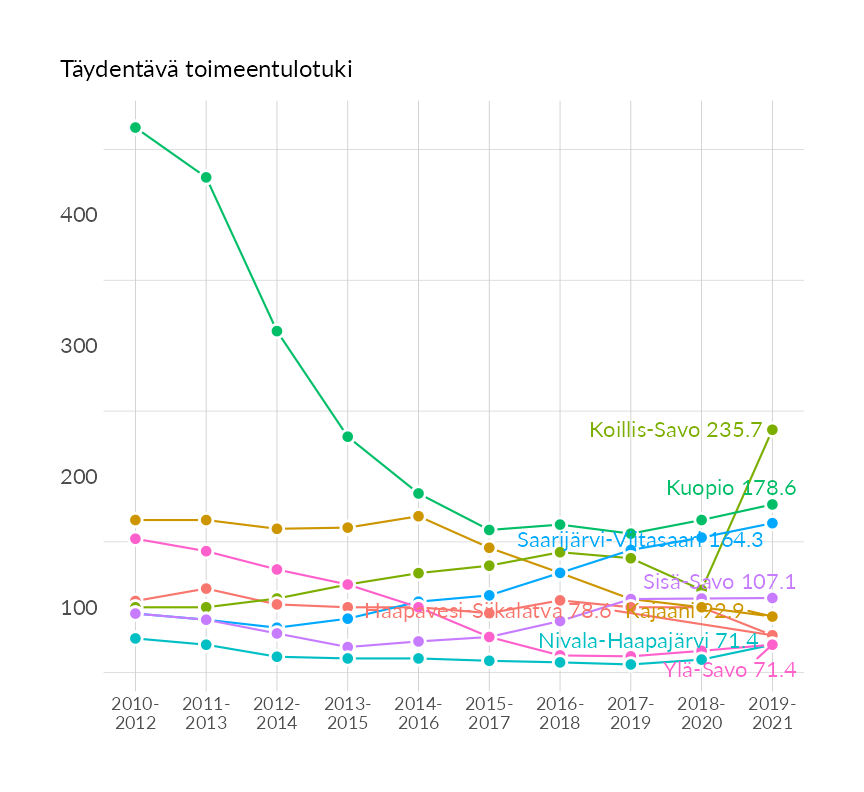 Täydentävä toimeentulotuki
400
300
200
100
Koillis-Savo 235.7
Kuopio 178.6
Saarijärvi-Viitasaari 164.3
Sisä-Savo 107.1
Haapavesi-Siikalatva 78.6
Kajaani 92.9
Nivala-Haapajärvi 71.4
Ylä-Savo 71.4
2010-
2012
2011-
2013
2012-
2014
2013-
2015
2014-
2016
2015-
2017
2016-
2018
2017-
2019
2018-
2020
2019-
2021